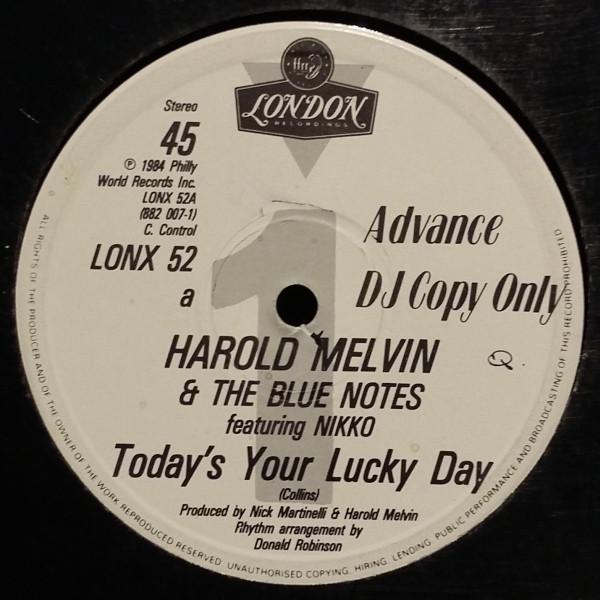 ffrr
LONDON
RECORDINGS
Stereo
45
℗ 1984 Philly
World Records Inc.
LONX 52A
(882 007-1)
C. Control
LONX 52
a
1
Advance
DJ Copy Only
HAROLD MELVIN
& THE BLUE NOTES
featuring NIKKO
Today's Your Lucky Day
(Collins)
Produced by Nick Martinelli & Harold Melvin
Rhythm arrangement by
Donald Robinson
ALL RIGHTS OF THE PRODUCER AND OF THE OWNER OF THE WORK REPRODUCED RESERVED. UNAUTHORISED COPYING, HIRING, LENDING, PUBLIC PERFORMANCE AND BROADCASTING OF THIS RECORD PROHIBITED